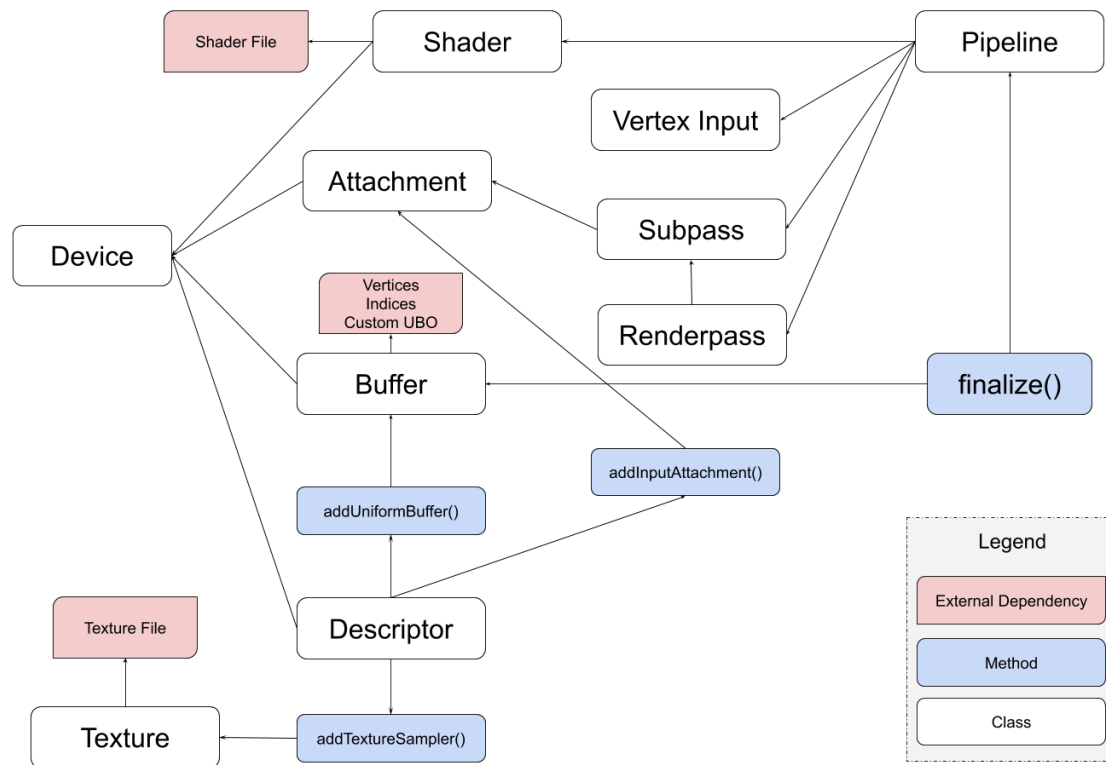 Shader File
Shader
Pipeline
Vertex Input
Attachment
Subpass
Device
Vertices
Indices
Custom UBO
Renderpass
Buffer
finalize()
addInputAttachment()
addUniformBuffer()
Legend
External Dependency
Texture File
Descriptor
Method
Texture
addTextureSampler()
Class